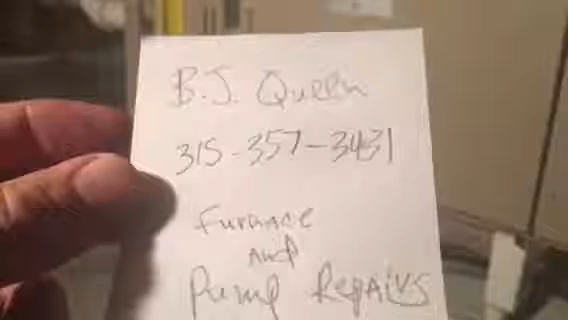 B.J. Queen
315-357-3431
Furnace
and
Pump Repairs